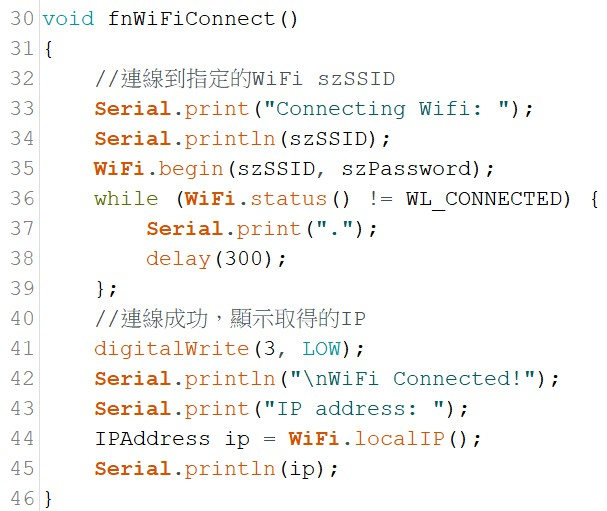 30 void fnWiFiConnect()
31 {
32     //連線到指定的WiFi szSSID
33     Serial.print("Connecting Wifi: ");
34     Serial.println(szSSID);
35     WiFi.begin(szSSID, szPassword);
36     while (WiFi.status() != WL_CONNECTED) {
37         Serial.print(".");
38         delay(300);
39     };
40     //連線成功，顯示取得的IP
41     digitalWrite(3, LOW);
42     Serial.println("\nWiFi Connected!");
43     Serial.print("IP address: ");
44     IPAddress ip = WiFi.localIP();
45     Serial.println(ip);
46 }